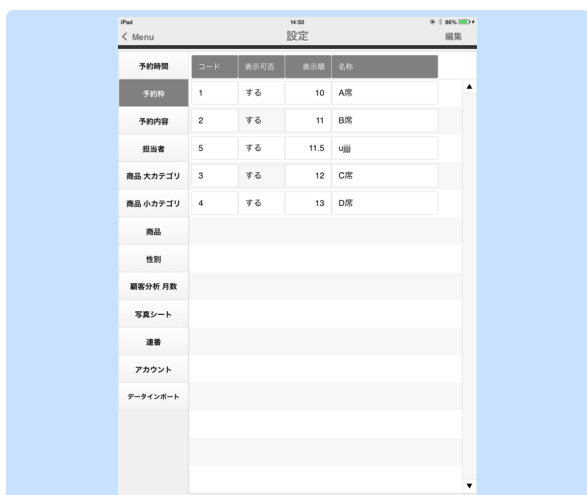 iPad 14:50 86%
Menu 設定 編集
予約時間 コード 表示可否 表示順 名称
予約枠 1 する 10 A席
予約内容 2 する 11 B席
担当者 5 する 11.5 ujjjj
商品 大カテゴリ 3 する 12 C席
商品 小カテゴリ 4 する 13 D席
商品
性別
顧客分析 月数
写真シート
連番
アカウント
データインポート